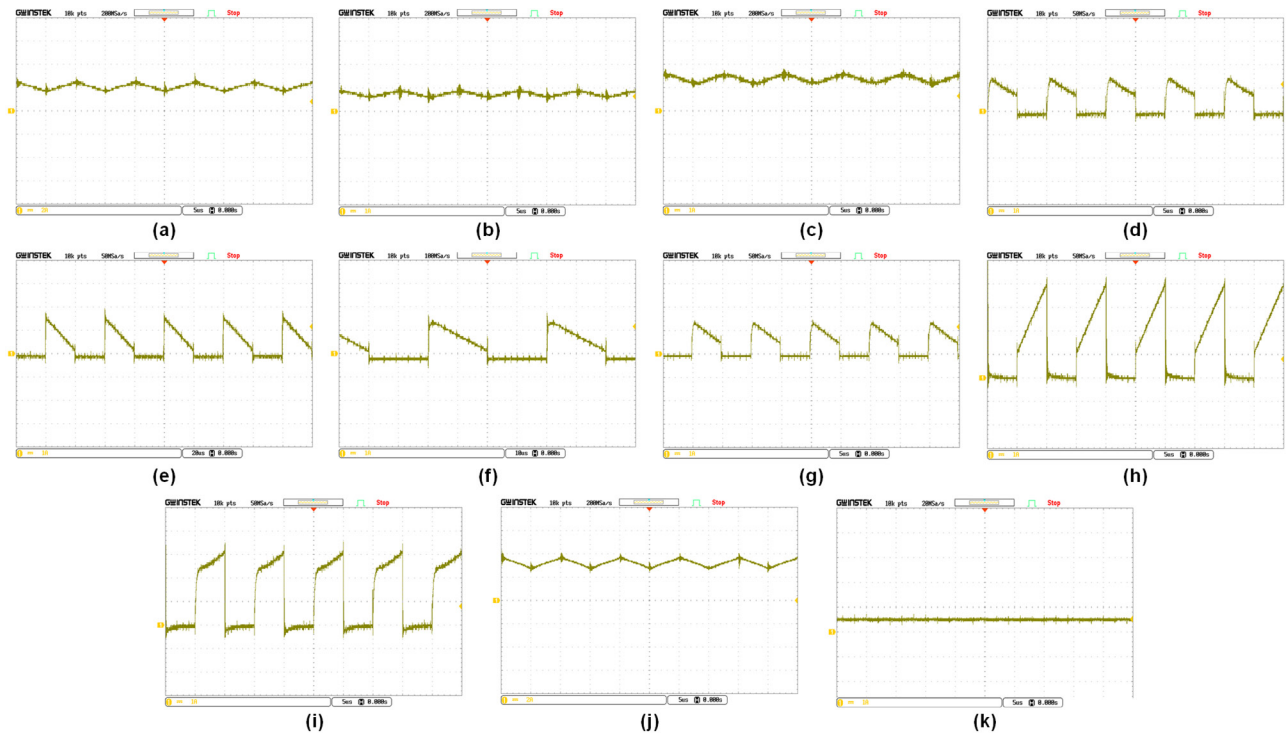 GWINSTEK 10k pts 200MSa/s Stop
GWINSTEK 10k pts 200MSa/s Stop
GWINSTEK 10k pts 200MSa/s Stop
GWINSTEK 10k pts 50MSa/s Stop
5us H 0.000s
5us H 0.000s
5us H 0.000s
5us H 0.000s
(a)
(b)
(c)
(d)
GWINSTEK 10k pts 50MSa/s Stop
GWINSTEK 10k pts 100MSa/s Stop
GWINSTEK 10k pts 50MSa/s Stop
GWINSTEK 10k pts 50MSa/s Stop
20us H 0.000s
10us H 0.000s
5us H 0.000s
5us H 0.000s
(e)
(f)
(g)
(h)
GWINSTEK 10k pts 50MSa/s Stop
GWINSTEK 10k pts 200MSa/s Stop
GWINSTEK 10k pts 20MSa/s Stop
5us H 0.000s
5us H 0.000s
5us H 0.000s
(i)
(j)
(k)